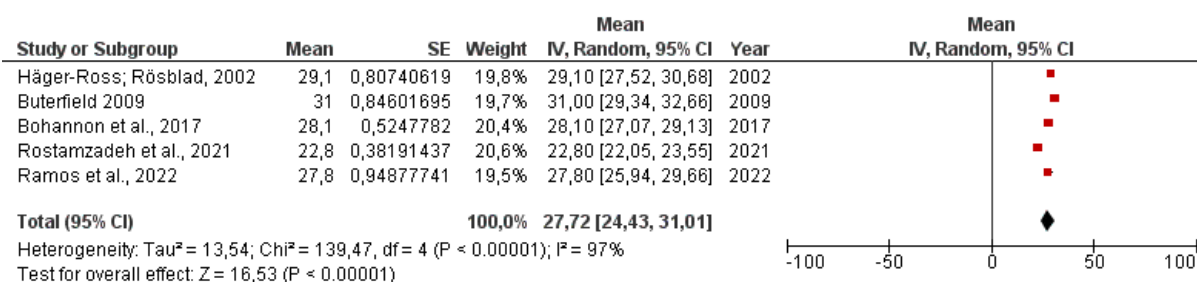 Mean Mean
Study or Subgroup Mean SE Weight IV, Random, 95% CI Year IV, Random, 95% CI
Häger-Ross; Rösblad, 2002 29,1 0,80740619 19,8% 29,10 [27,52, 30,68] 2002
Buterfield 2009 31 0,84601695 19,7% 31,00 [29,34, 32,66] 2009
Bohannon et al., 2017 28,1 0,5247782 20,4% 28,10 [27,07, 29,13] 2017
Rostamzadeh et al., 2021 22,8 0,38191437 20,6% 22,80 [22,05, 23,55] 2021
Ramos et al., 2022 27,8 0,94877741 19,5% 27,80 [25,94, 29,66] 2022
Total (95% CI) 100,0% 27,72 [24,43, 31,01]
Heterogeneity: Tau² = 13,54; Chi² = 139,47, df = 4 (P < 0.00001); I² = 97%
Test for overall effect: Z = 16,53 (P < 0.00001)
-100 -50 0 50 100